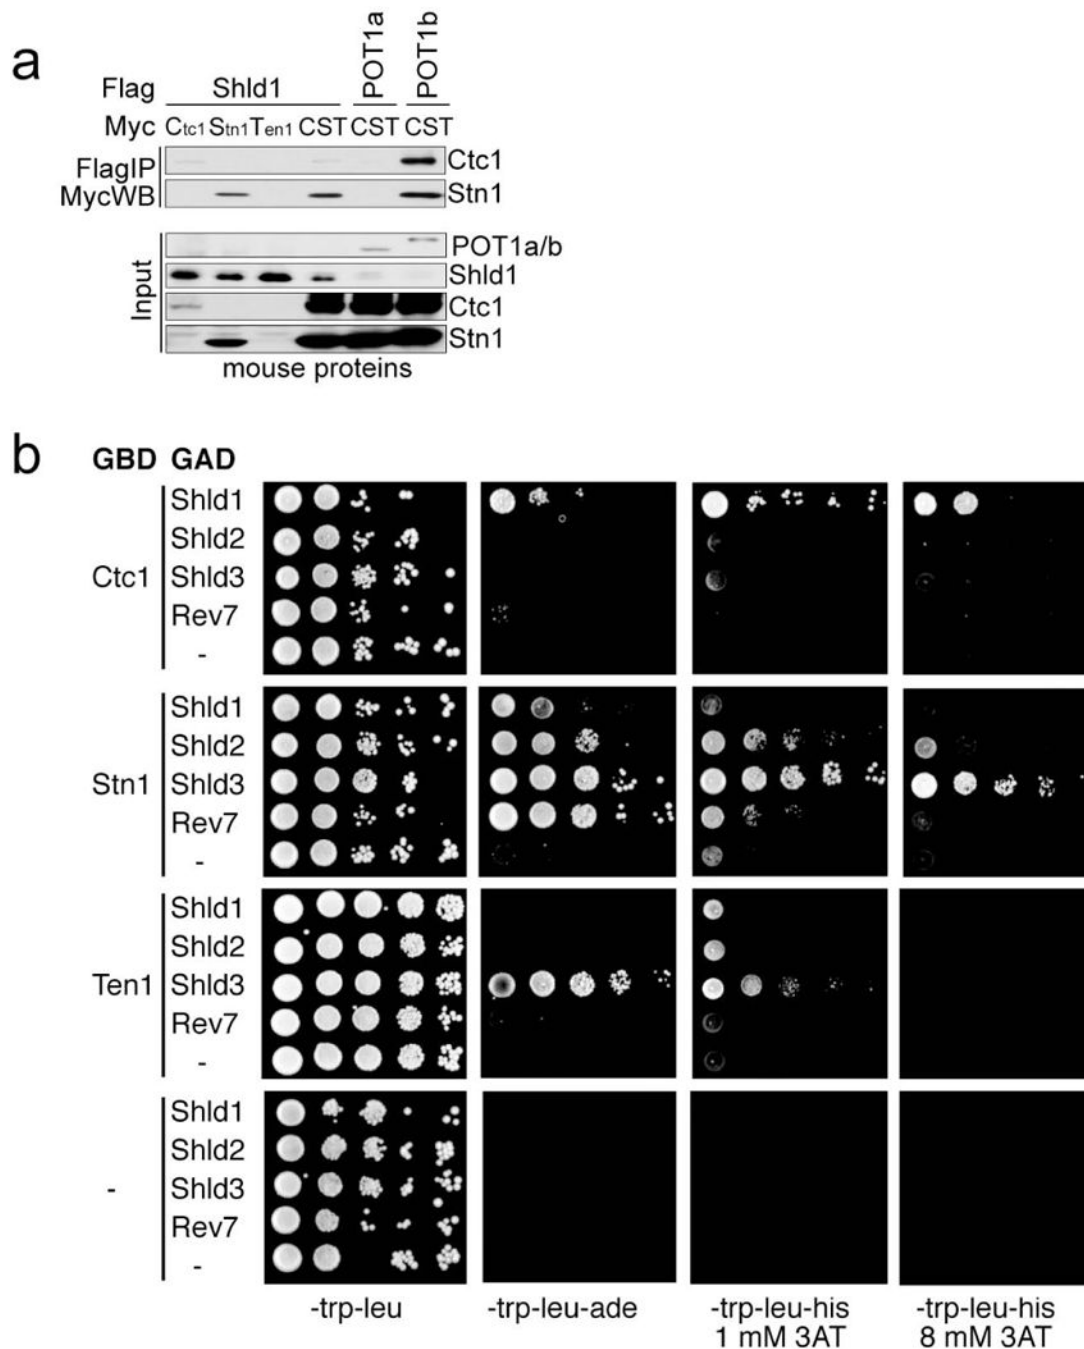 a
POT1a
POT1b
Flag Shld1
Myc Ctc1 Stn1 Ten1 CST CST CST
FlagIP
MycWB
Ctc1
Stn1
Input
POT1a/b
Shld1
Ctc1
Stn1
mouse proteins
b
GBD GAD
Ctc1
Shld1
Shld2
Shld3
Rev7
-
Stn1
Shld1
Shld2
Shld3
Rev7
-
Ten1
Shld1
Shld2
Shld3
Rev7
-
-
Shld1
Shld2
Shld3
Rev7
-
-trp-leu
-trp-leu-ade
-trp-leu-his
1 mM 3AT
-trp-leu-his
8 mM 3AT